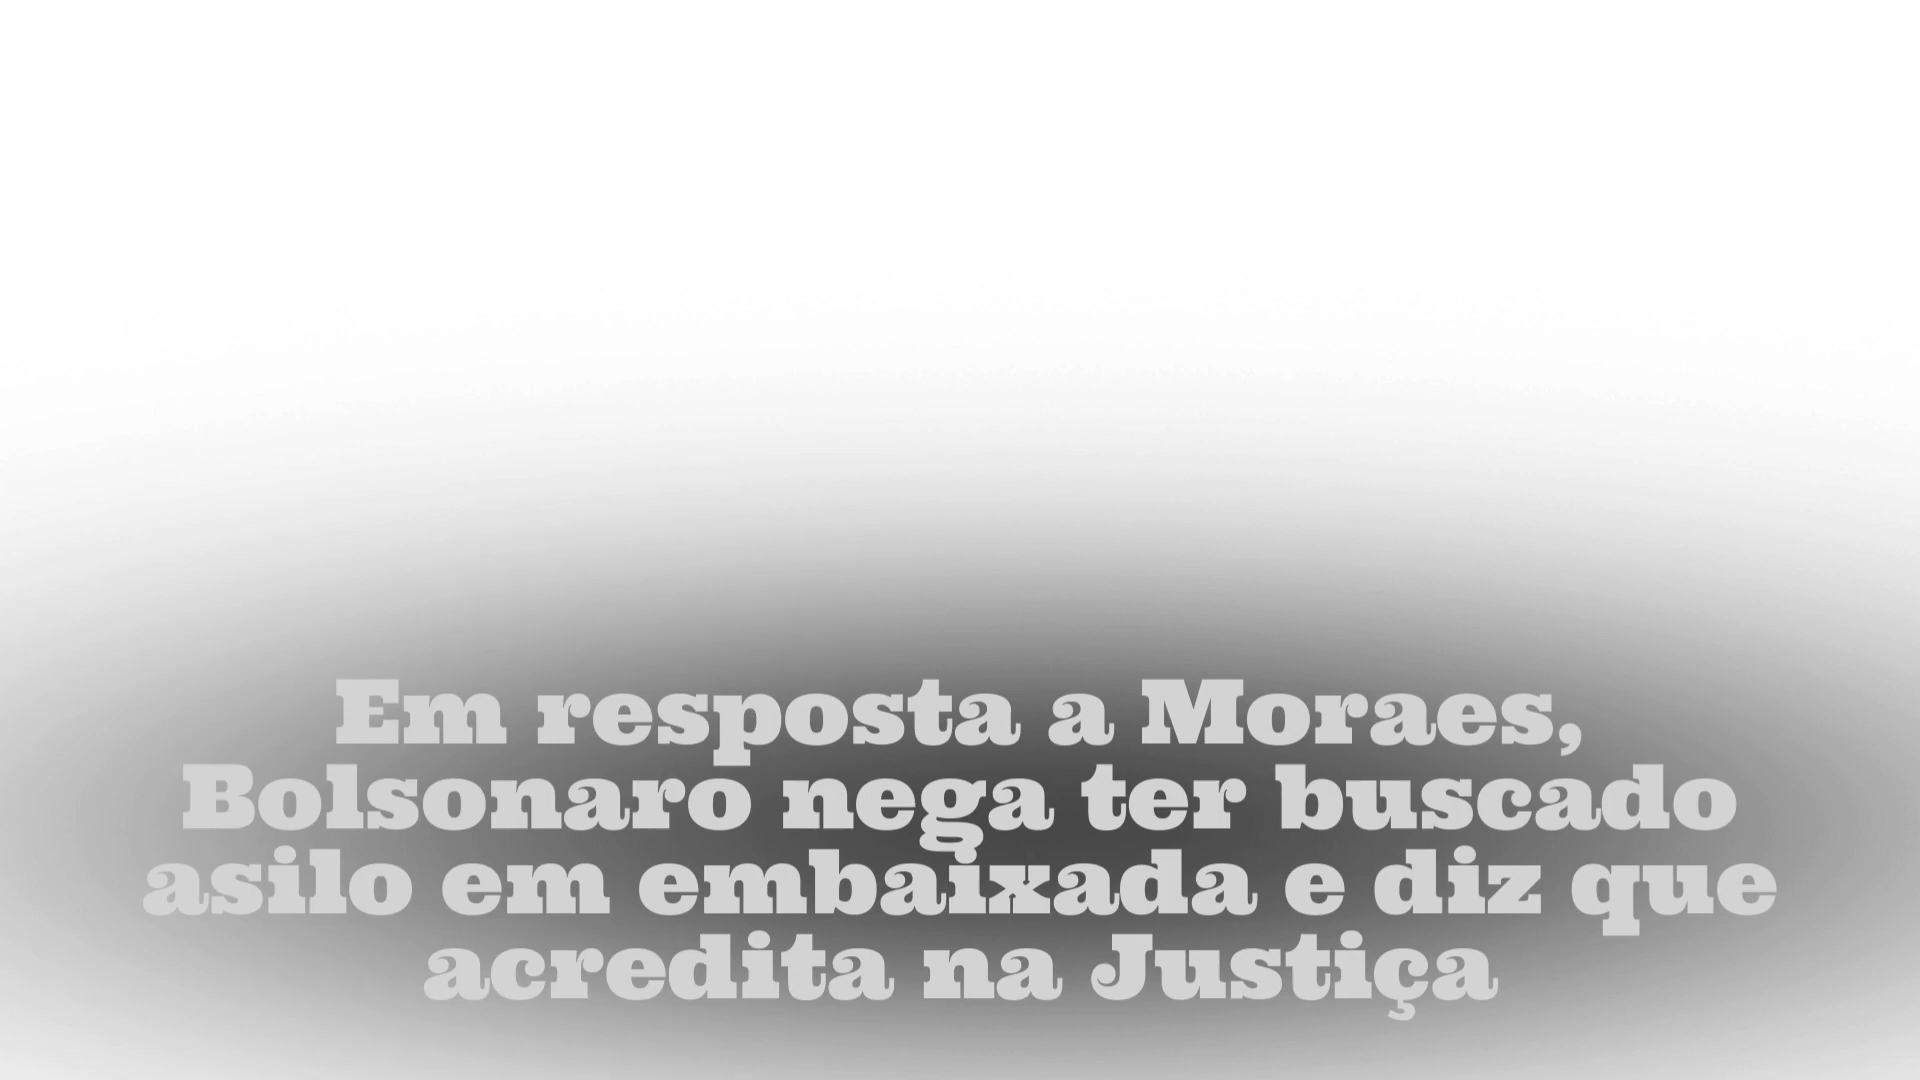 Em resposta a Moraes,
Bolsonaro nega ter buscado
asilo em embaixada e diz que
acredita na Justiça